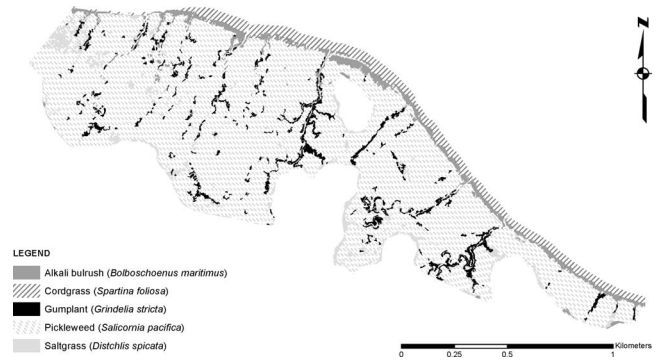 N
LEGEND
Alkali bulrush (Bolboschoenus maritimus)
Cordgrass (Spartina foliosa)
Gumplant (Grindelia stricta)
Pickleweed (Salicornia pacifica)
Saltgrass (Distchlis spicata)
Kilometers
0 0.25 0.5 1